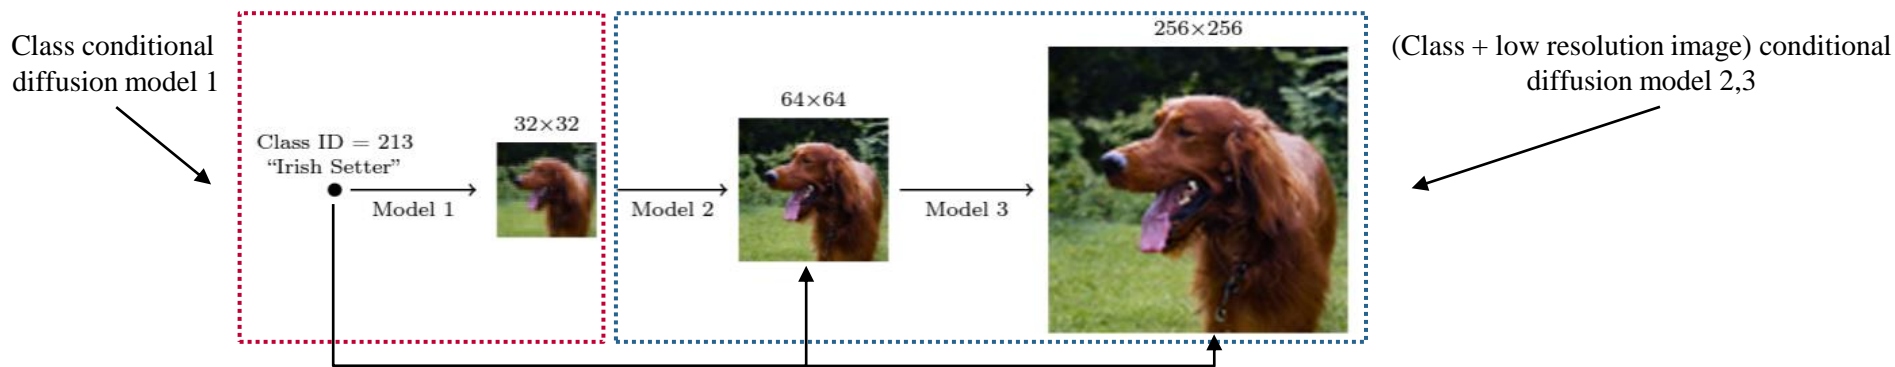 Class conditional
diffusion model 1
Class ID = 213
“Irish Setter”
Model 1
32×32
Model 2
64×64
Model 3
256×256
(Class + low resolution image) conditional
diffusion model 2,3